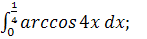 ∫₀^{1/4} arccos 4x dx;